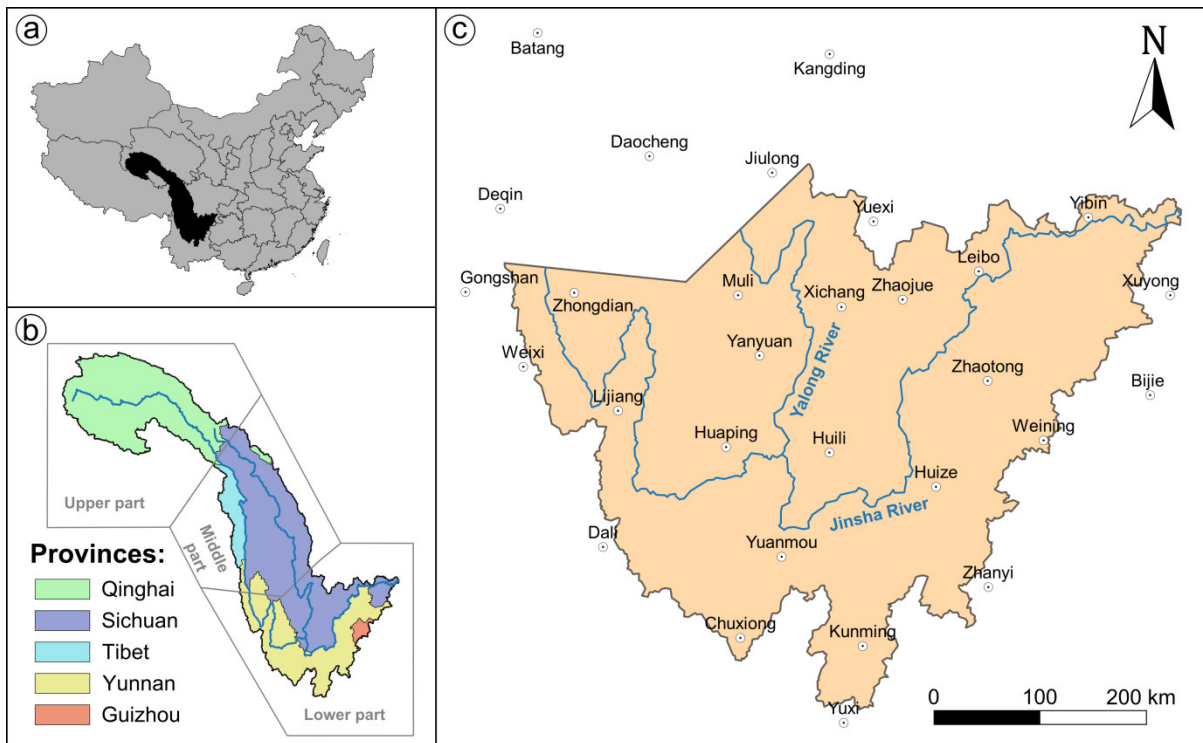 a
b
Upper part
Middle
part
Lower part
Provinces:
Qinghai
Sichuan
Tibet
Yunnan
Guizhou
c
N
Batang
Kangding
Daocheng
Jiulong
Deqin
Yuexi
Yibin
Leibo
Gongshan
Zhongdian
Muli
Xichang
Zhaojue
Xuyong
Weixi
Yanyuan
Yalong River
Zhaotong
Bijie
Lijiang
Huaping
Huili
Weining
Huize
Jinsha River
Dali
Yuanmou
Zhanyi
Chuxiong
Kunming
Yuxi
0 100 200 km